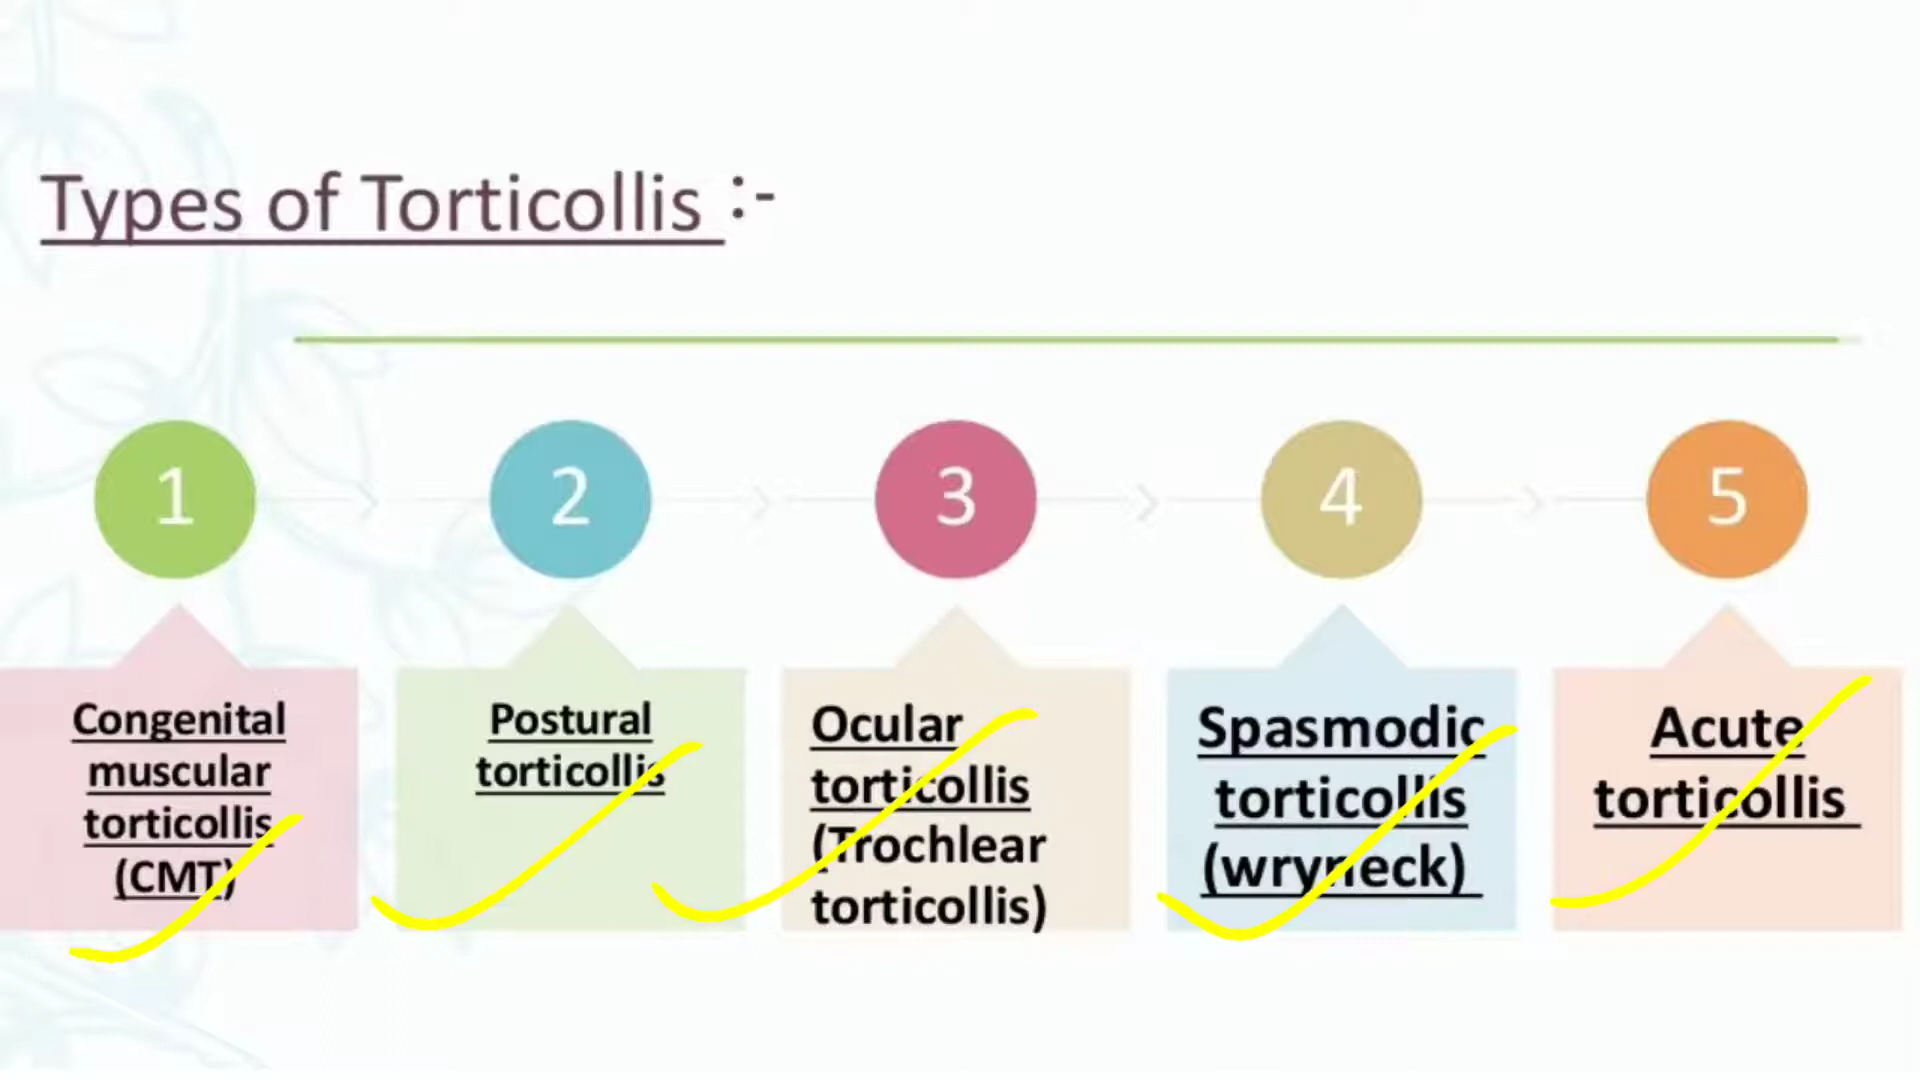 Types of Torticollis :-
1
2
3
4
5
Congenital
muscular
torticollis
(CMT)
Postural
torticollis
Ocular
torticollis
(Trochlear
torticollis)
Spasmodic
torticollis
(wryneck)
Acute
torticollis